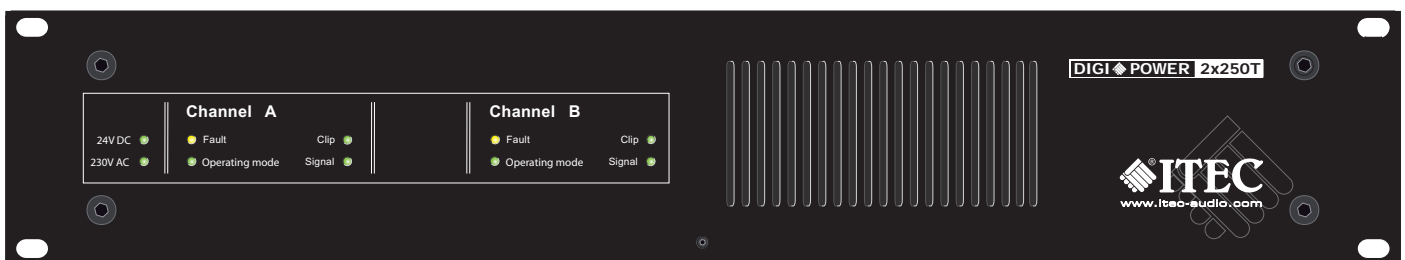 DIGI POWER 2x250T
Channel A
Channel B
24V DC
Fault
Clip
Fault
Clip
230V AC
Operating mode
Signal
Operating mode
Signal
ITEC
®
www.itec-audio.com